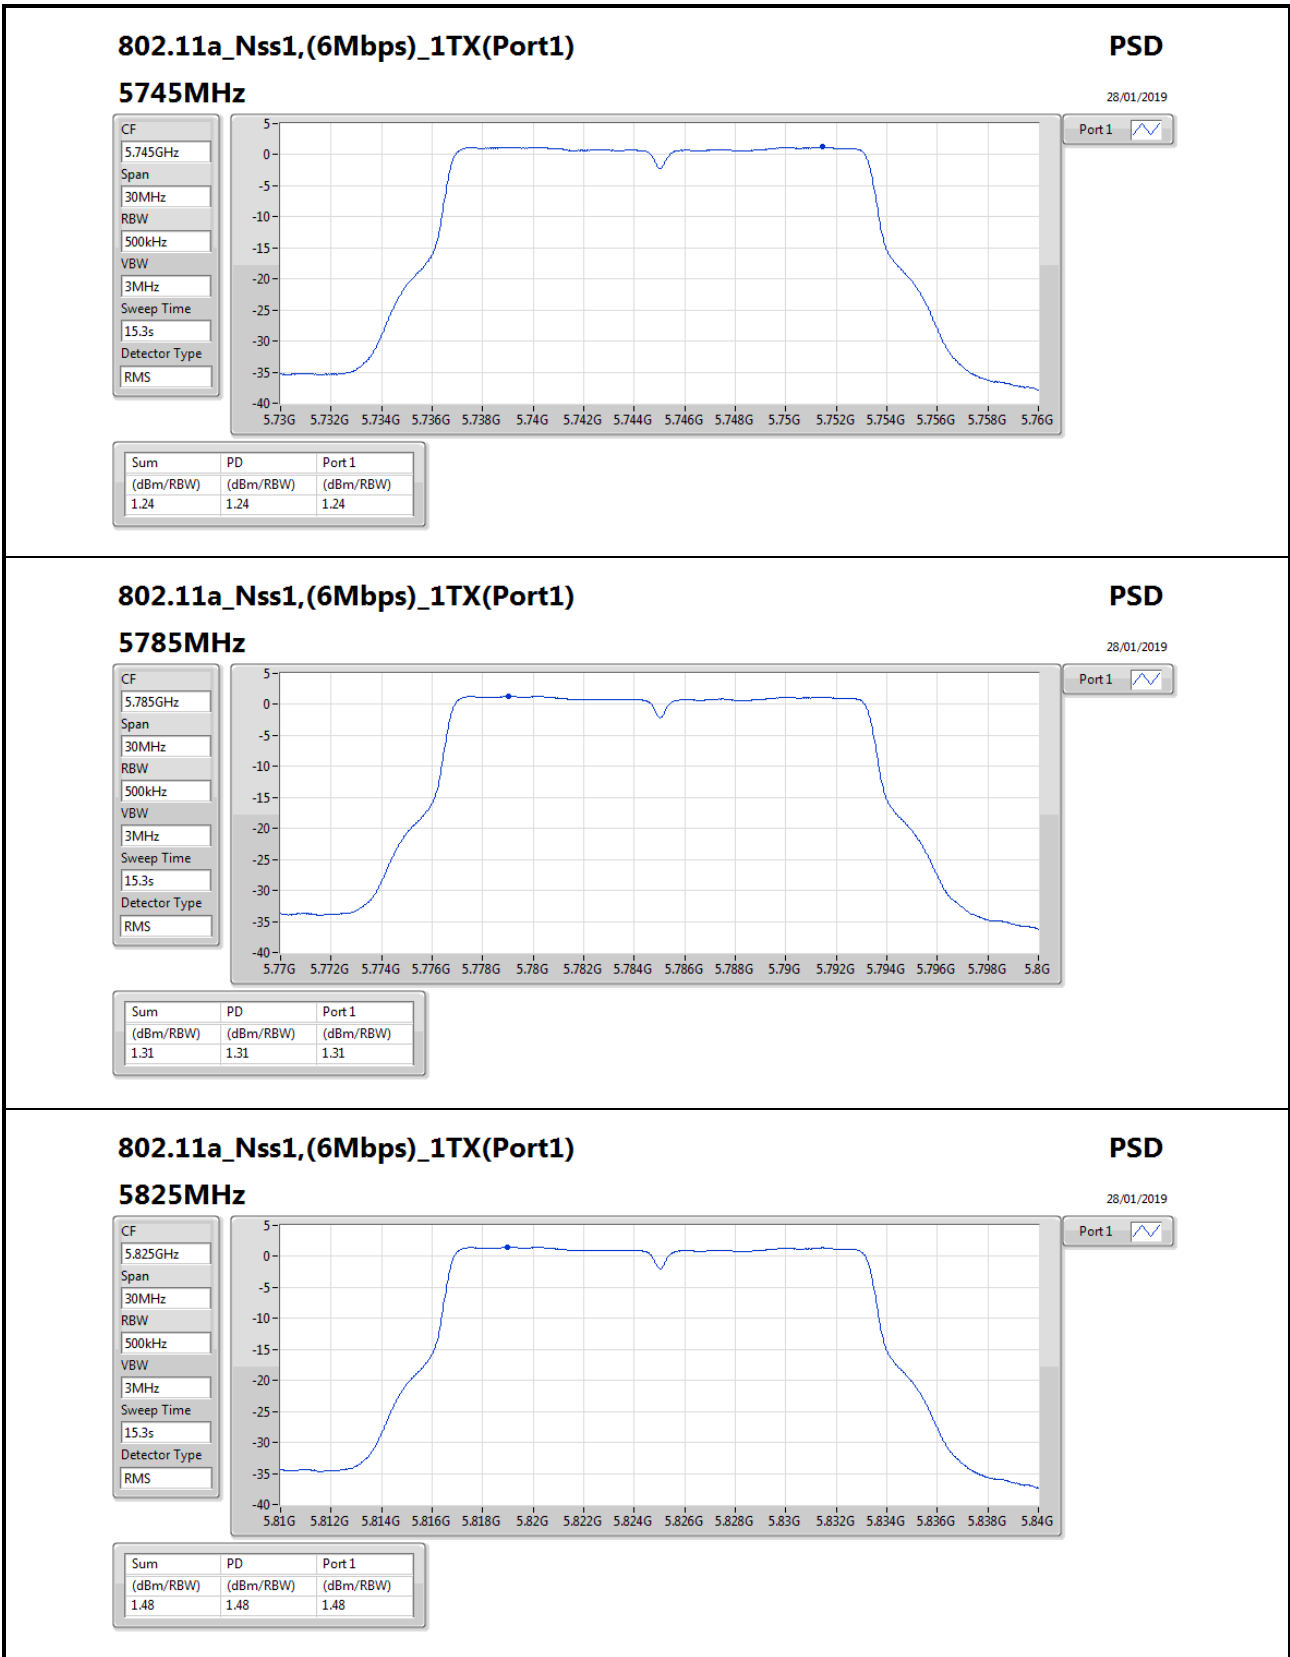 802.11a_Nss1,(6Mbps)_1TX(Port1) PSD
5745MHz 28/01/2019
CF
5.745GHz
Span
30MHz
RBW
500kHz
VBW
3MHz
Sweep Time
15.3s
Detector Type
RMS
5
0
-5
-10
-15
-20
-25
-30
-35
-40
5.73G 5.732G 5.734G 5.736G 5.738G 5.74G 5.742G 5.744G 5.746G 5.748G 5.75G 5.752G 5.754G 5.756G 5.758G 5.76G
Port 1
Sum PD Port 1
(dBm/RBW) (dBm/RBW) (dBm/RBW)
1.24 1.24 1.24
802.11a_Nss1,(6Mbps)_1TX(Port1) PSD
5785MHz 28/01/2019
CF
5.785GHz
Span
30MHz
RBW
500kHz
VBW
3MHz
Sweep Time
15.3s
Detector Type
RMS
5
0
-5
-10
-15
-20
-25
-30
-35
-40
5.77G 5.772G 5.774G 5.776G 5.778G 5.78G 5.782G 5.784G 5.786G 5.788G 5.79G 5.792G 5.794G 5.796G 5.798G 5.8G
Port 1
Sum PD Port 1
(dBm/RBW) (dBm/RBW) (dBm/RBW)
1.31 1.31 1.31
802.11a_Nss1,(6Mbps)_1TX(Port1) PSD
5825MHz 28/01/2019
CF
5.825GHz
Span
30MHz
RBW
500kHz
VBW
3MHz
Sweep Time
15.3s
Detector Type
RMS
5
0
-5
-10
-15
-20
-25
-30
-35
-40
5.81G 5.812G 5.814G 5.816G 5.818G 5.82G 5.822G 5.824G 5.826G 5.828G 5.83G 5.832G 5.834G 5.836G 5.838G 5.84G
Port 1
Sum PD Port 1
(dBm/RBW) (dBm/RBW) (dBm/RBW)
1.48 1.48 1.48